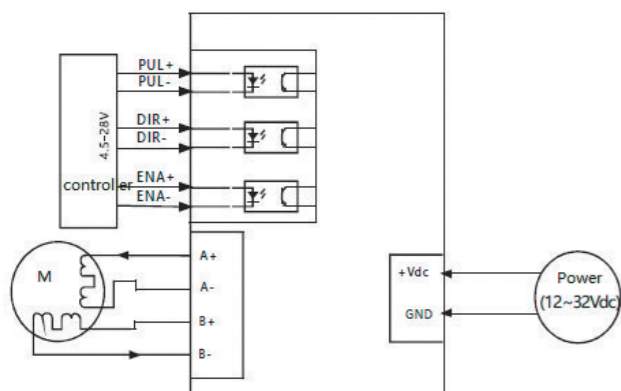 PUL+
PUL-
DIR+
DIR-
4.5-28V
controller
ENA+
ENA-
M
A+
A-
B+
B-
+Vdc
GND
Power
(12~32Vdc)